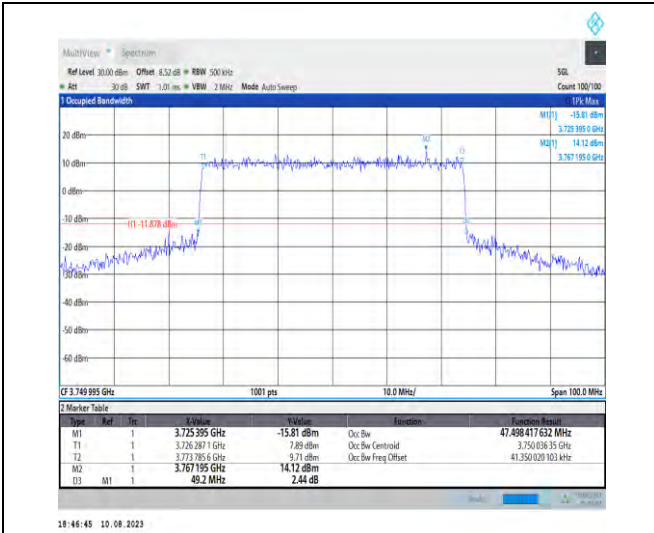 MultiView Spectrum
Ref Level 30.00 dBm Offset 8.52 dB RBW 500 kHz SGL
Att 30 dB SWT 1.01 ms VBW 2 MHz Mode Auto Sweep Count 100/100
1 Occupied Bandwidth 1Pk Max
M1[1] -15.81 dBm
3.725 395 0 GHz
20 dBm M2[1] 14.12 dBm
3.767 195 0 GHz
M2
T1 T2
10 dBm
0 dBm
-10 dBm
H1 -11.878 dBm M1
-20 dBm
-30 dBm
-40 dBm
-50 dBm
-60 dBm
CF 3.749 995 GHz 1001 pts 10.0 MHz/ Span 100.0 MHz
2 Marker Table
Type Ref Trc X-Value Y-Value Function Function Result
M1 1 3.725 395 GHz -15.81 dBm Occ Bw 47.498 417 632 MHz
T1 1 3.726 287 1 GHz 7.89 dBm Occ Bw Centroid 3.750 036 35 GHz
T2 1 3.773 785 6 GHz 9.71 dBm Occ Bw Freq Offset 41.350 020 103 kHz
M2 1 3.767 195 GHz 14.12 dBm
D3 M1 1 49.2 MHz 2.44 dB
18:46:45 10.08.2023